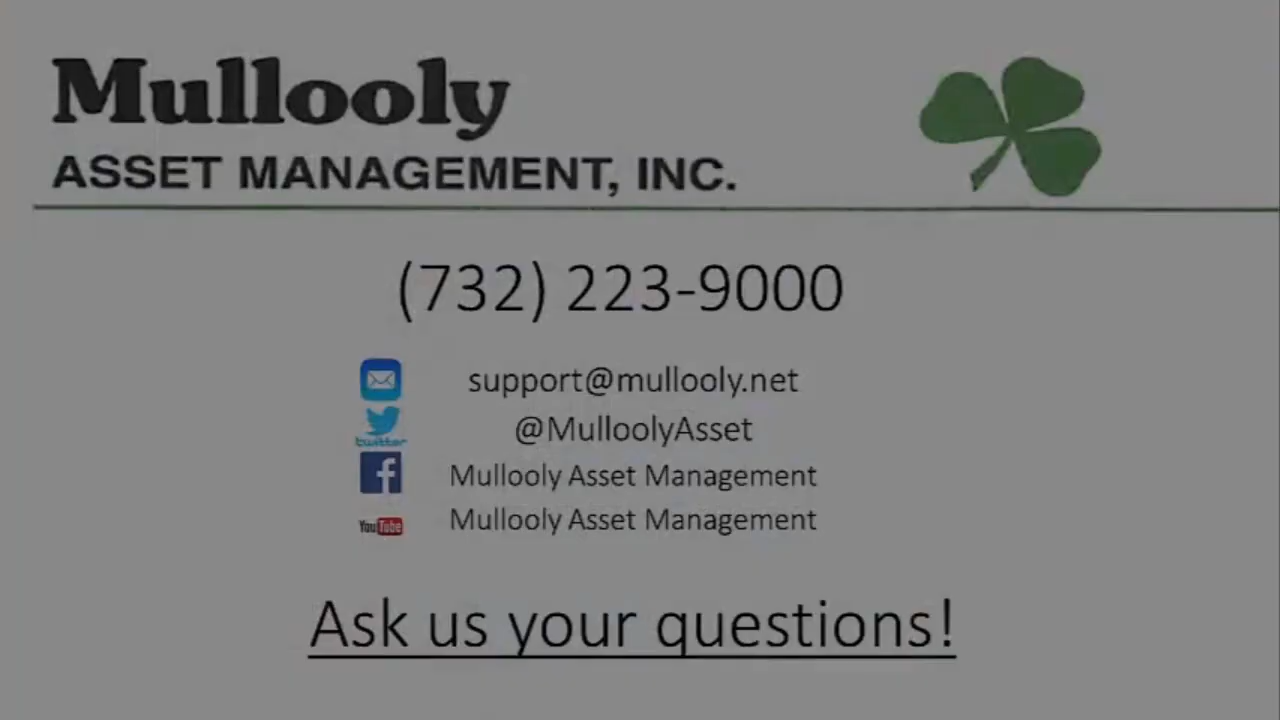 Mullooly
ASSET MANAGEMENT, INC.
(732) 223-9000
support@mullooly.net
twitter @MulloolyAsset
Mullooly Asset Management
YouTube Mullooly Asset Management
Ask us your questions!